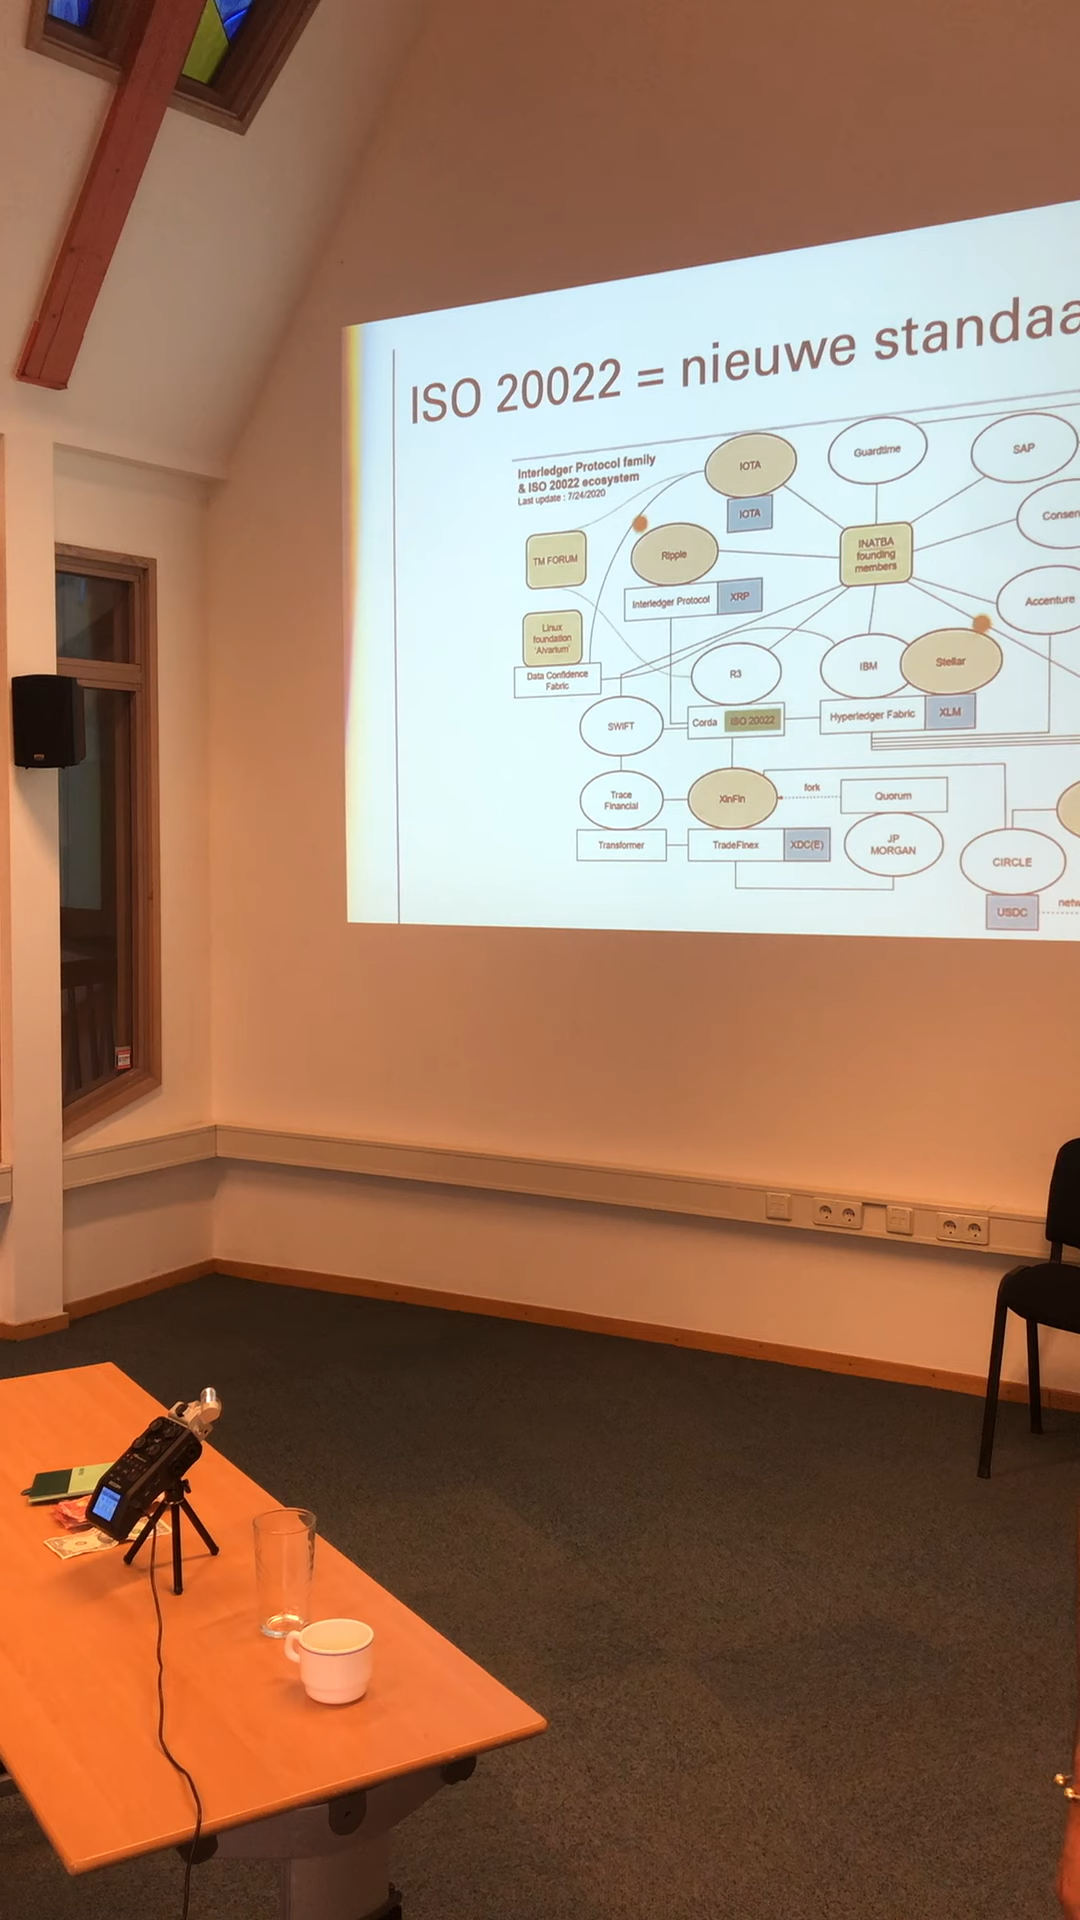 ISO 20022 = nieuwe standaa
Interledger Protocol family
& ISO 20022 ecosystem
Last update : 7/24/2020
IOTA
IOTA
Guardtime
SAP
Consen
TM FORUM
Ripple
Interledger Protocol
XRP
INATBA
founding
members
Accenture
Linux
foundation
'Alvarium'
Data Confidence
Fabric
R3
IBM
Stellar
SWIFT
Corda
ISO 20022
Hyperledger Fabric
XLM
Trace
Financial
XinFin
fork
Quorum
Transformer
TradeFinex
XDC(E)
JP
MORGAN
CIRCLE
USDC
netw